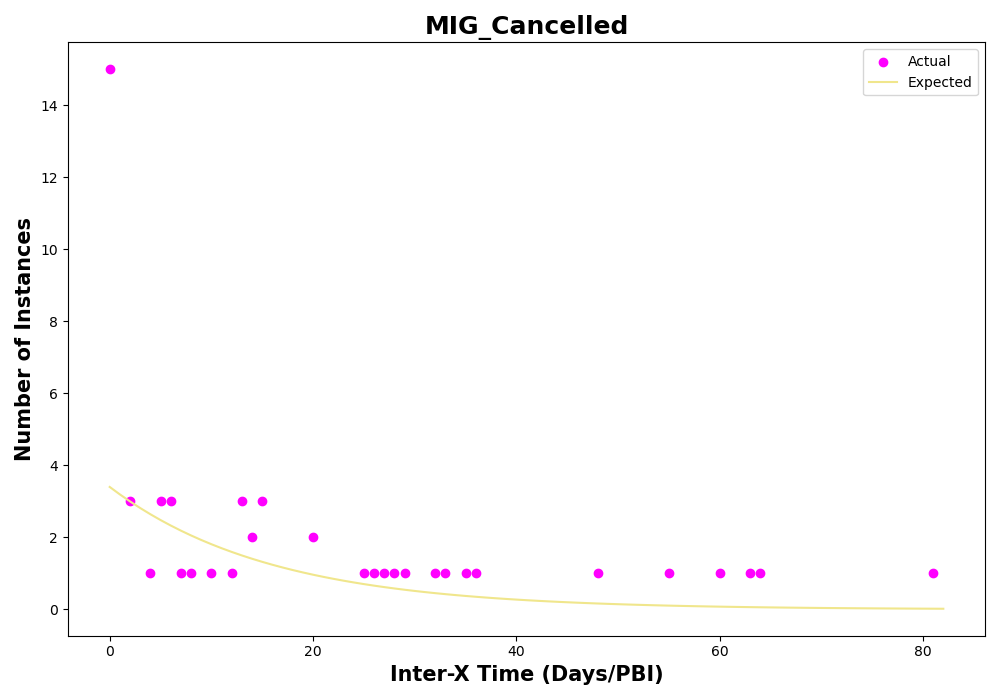 MIG_Cancelled
Actual
Expected
Number of Instances
14
12
10
8
6
4
2
0
0 20 40 60 80
Inter-X Time (Days/PBI)